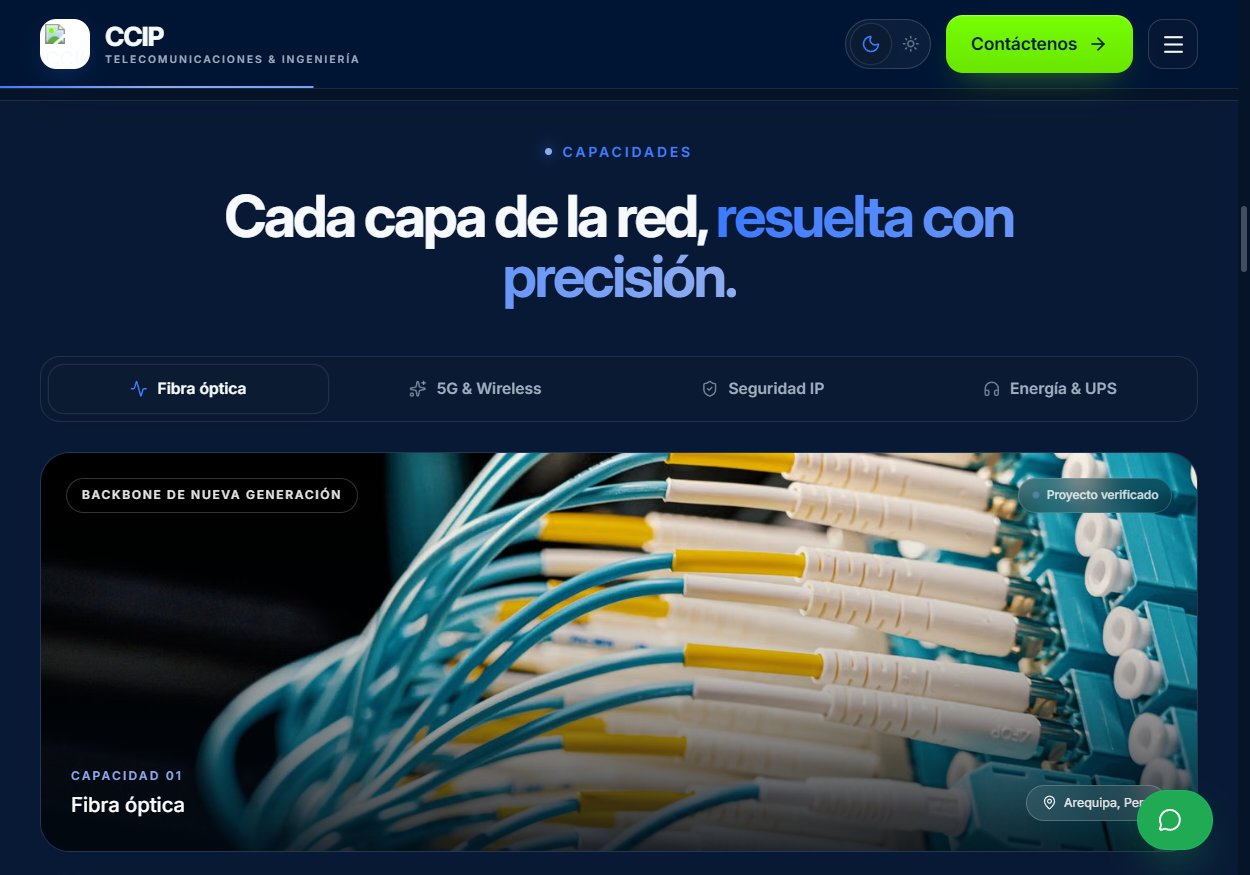 CCIP
TELECOMUNICACIONES & INGENIERÍA
Contáctenos
CAPACIDADES
Cada capa de la red, resuelta con
precisión.
Fibra óptica
5G & Wireless
Seguridad IP
Energía & UPS
BACKBONE DE NUEVA GENERACIÓN
Proyecto verificado
CAPACIDAD 01
Fibra óptica
Arequipa,